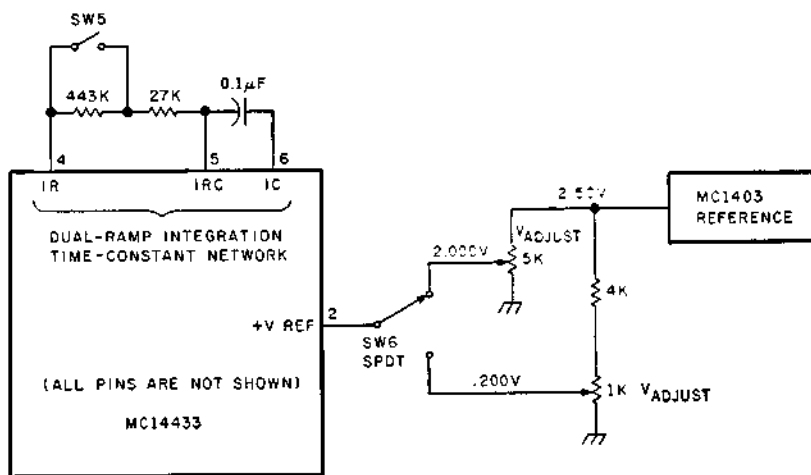 SW5
443K
27K
0.1µF
4
5
6
IR
IRC
IC
DUAL-RAMP INTEGRATION
TIME-CONSTANT NETWORK
+V REF
2
(ALL PINS ARE NOT SHOWN)
MC14433
SW6
SPDT
2.000V
VADJUST
5K
2.50V
MC1403
REFERENCE
4K
.200V
1K VADJUST